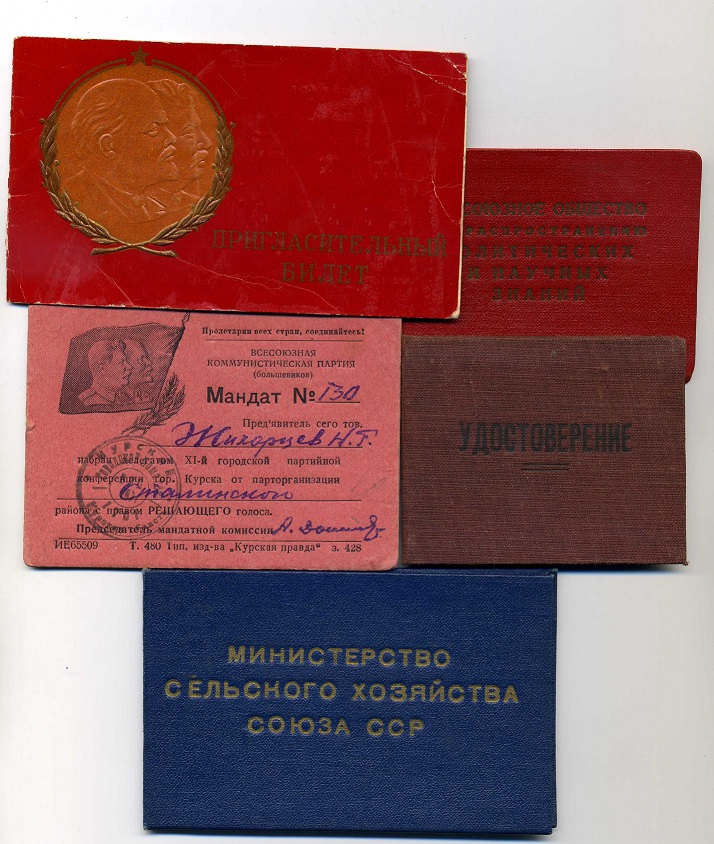 ПРИГЛАСИТЕЛЬНЫЙ
БИЛЕТ
ОБЩЕСТВО
НАУЧНЫХ
ЗНАНИЙ
Пролетарии всех стран, соединяйтесь!
ВСЕСОЮЗНАЯ
КОММУНИСТИЧЕСКАЯ ПАРТИЯ
(большевиков)
Мандат № 130
Пред'явитель сего тов.
Жихорцев Н.Г.
избран делегатом XI-й городской партийной
конференции гор. Курска от парторганизации
Сталинского
района с правом РЕШАЮЩЕГО голоса.
Председатель мандатной комиссии
ИЕ65509 Т. 480 Тип. изд-ва „Курская правда" з. 428
УДОСТОВЕРЕНИЕ
МИНИСТЕРСТВО
СЕЛЬСКОГО ХОЗЯЙСТВА
СОЮЗА ССР